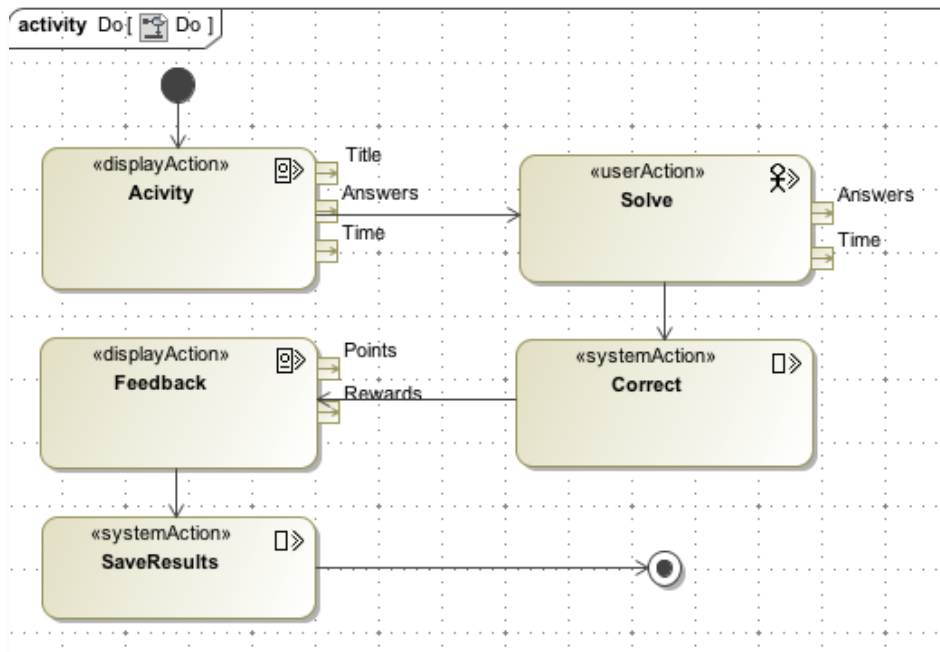 activity Do [ Do ]
«displayAction»
Acivity
Title
Answers
Time
«userAction»
Solve
Answers
Time
«displayAction»
Feedback
Points
Rewards
«systemAction»
Correct
«systemAction»
SaveResults